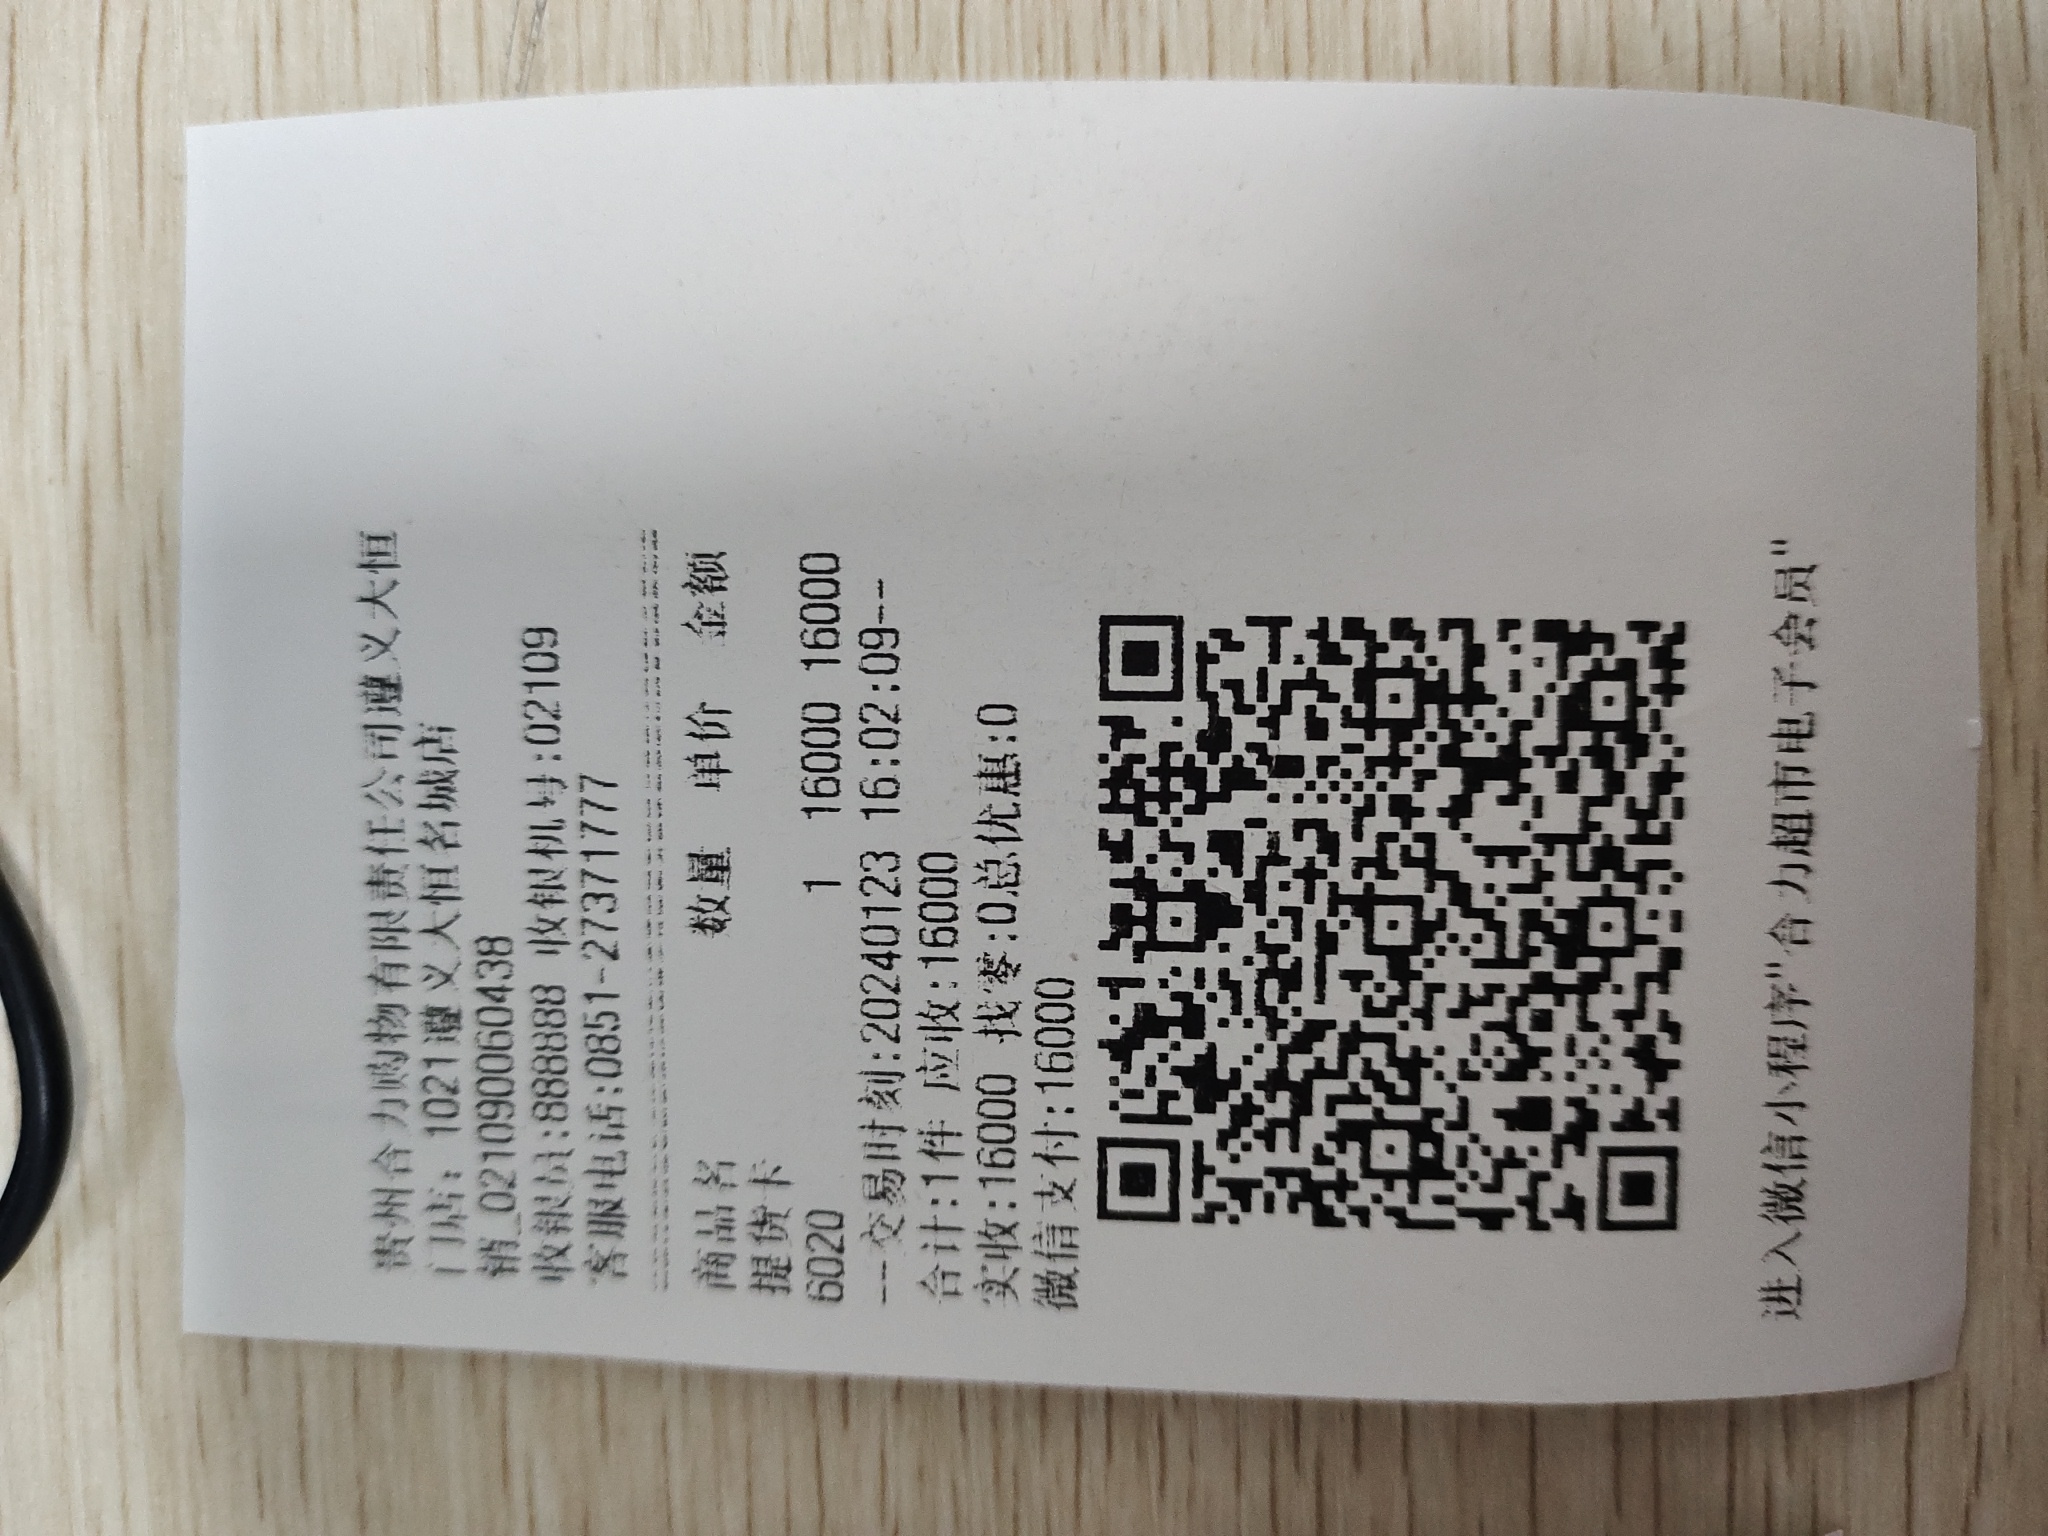 贵州合力购物有限责任公司遵义大恒
门店: 1021遵义大恒名城店
销_021090060438
收银员:888888 收银机号:02109
客服电话:0851-27371777
商品名 数量 单价 金额
提货卡
6020 1 16000 16000
--交易时刻:20240123 16:02:09--
合计:1件 应收:16000
实收:16000 找零:0总优惠:0
微信支付:16000
进入微信小程序"合力超市电子会员"